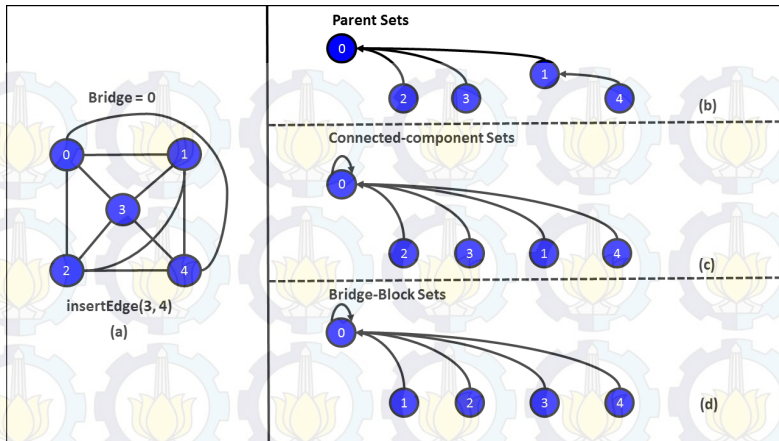 Bridge = 0
0
1
3
2
4
insertEdge(3, 4)
(a)
Parent Sets
0
1
2
3
4
(b)
Connected-component Sets
0
2
3
1
4
(c)
Bridge-Block Sets
0
1
2
3
4
(d)